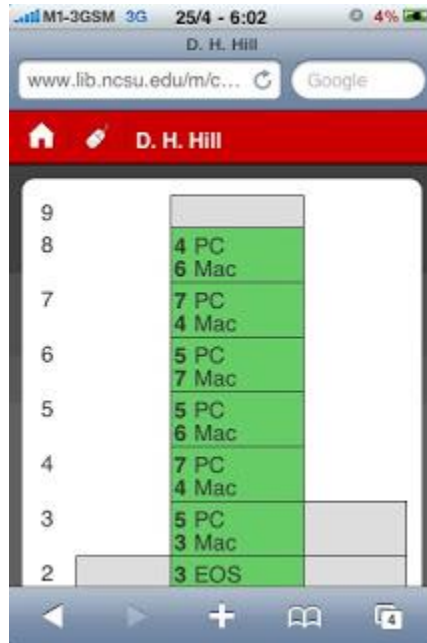 M1-3GSM 3G 25/4 - 6:02 4%
D. H. Hill
www.lib.ncsu.edu/m/c... Google
D. H. Hill
9
8 4 PC
6 Mac
7 7 PC
4 Mac
6 5 PC
7 Mac
5 5 PC
6 Mac
4 7 PC
4 Mac
3 5 PC
3 Mac
2 3 EOS
4